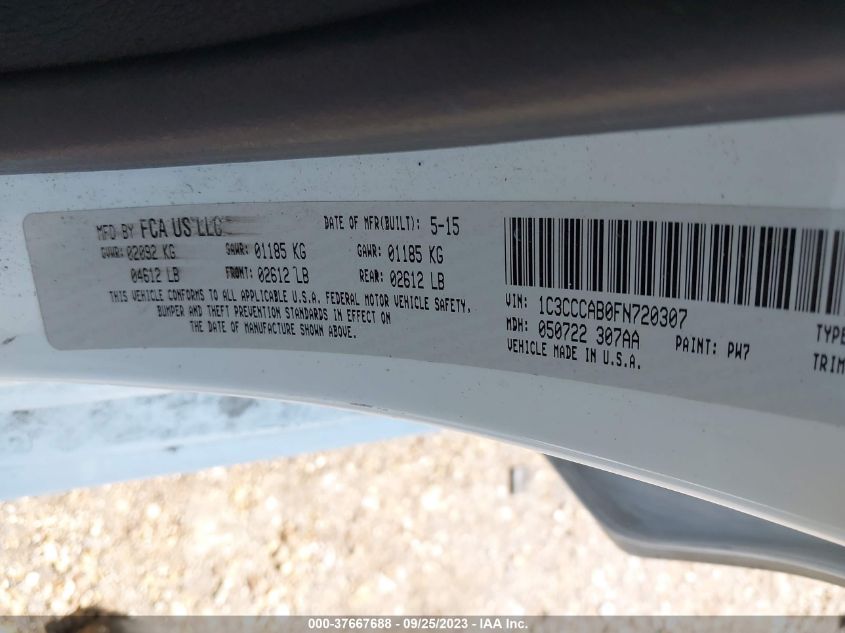 MFD BY FCA US LLC
DATE OF MFR(BUILT): 5-15
GVWR: 02092 KG GAWR: 01185 KG GAWR: 01185 KG
04612 LB FRONT: 02612 LB REAR: 02612 LB
THIS VEHICLE CONFORMS TO ALL APPLICABLE U.S.A. FEDERAL MOTOR VEHICLE SAFETY,
BUMPER AND THEFT PREVENTION STANDARDS IN EFFECT ON
THE DATE OF MANUFACTURE SHOWN ABOVE.
VIN: 1C3CCCAB0FN720307
MDH: 050722 307AA PAINT: PW7 TYPE
VEHICLE MADE IN U.S.A. TRIM
000-37667688 - 09/25/2023 - IAA Inc.